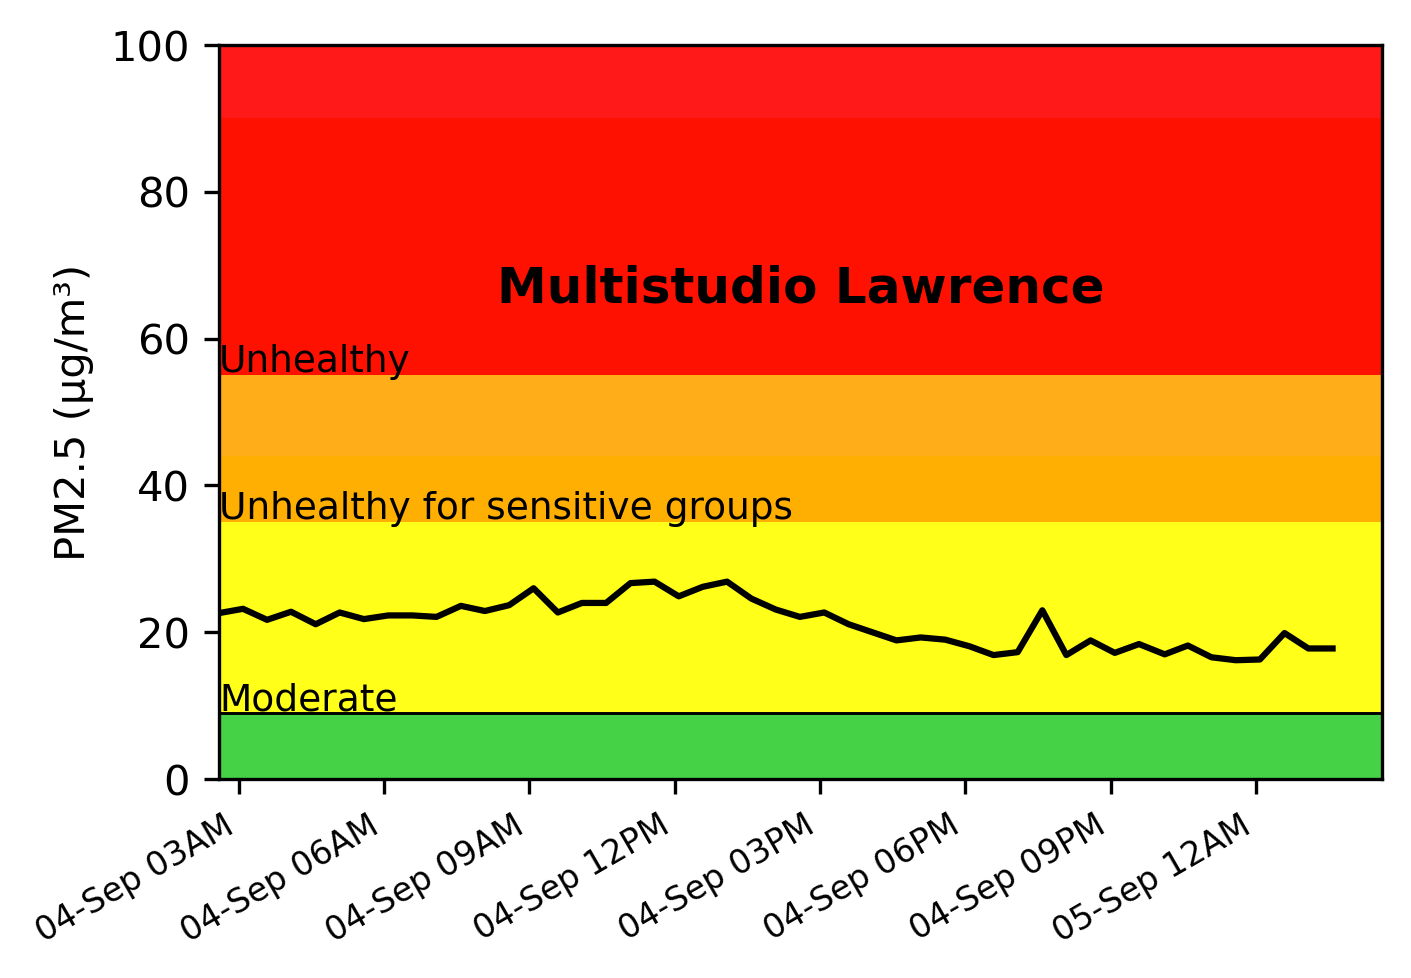 100
80
60
40
20
0
PM2.5 (µg/m³)
Multistudio Lawrence
Unhealthy
Unhealthy for sensitive groups
Moderate
04-Sep 03AM
04-Sep 06AM
04-Sep 09AM
04-Sep 12PM
04-Sep 03PM
04-Sep 06PM
04-Sep 09PM
05-Sep 12AM